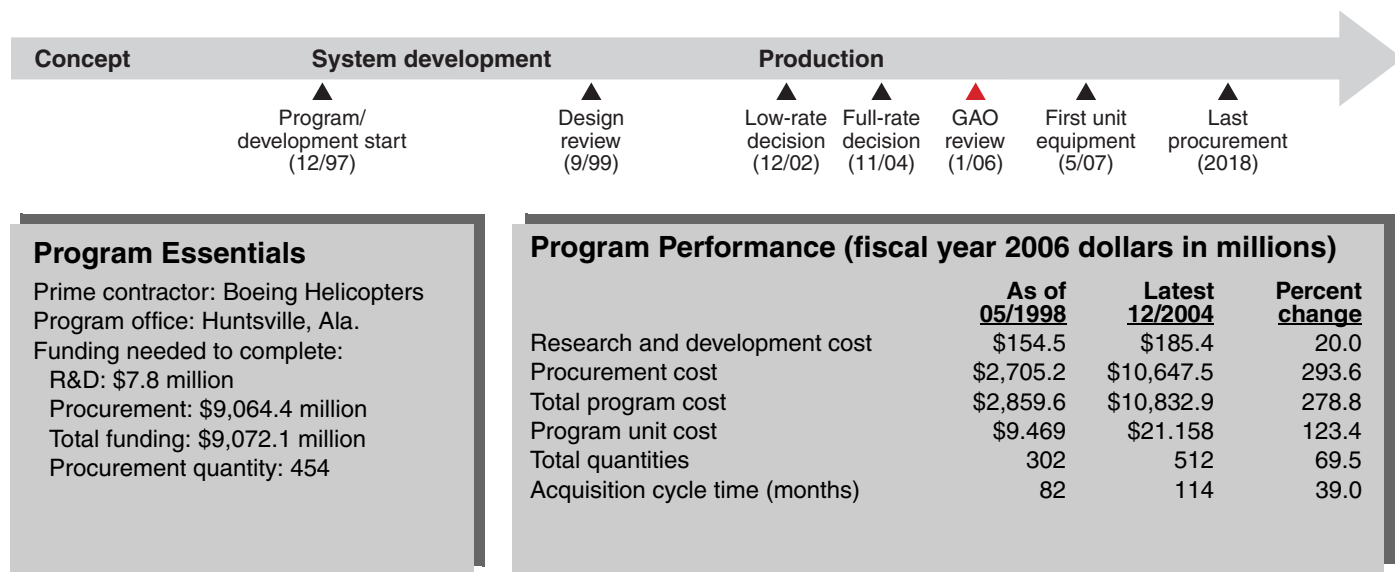 Concept System development Production
Program/
development start
(12/97)
Design
review
(9/99)
Low-rate
decision
(12/02)
Full-rate
decision
(11/04)
GAO
review
(1/06)
First unit
equipment
(5/07)
Last
procurement
(2018)
Program Essentials
Prime contractor: Boeing Helicopters
Program office: Huntsville, Ala.
Funding needed to complete:
R&D: $7.8 million
Procurement: $9,064.4 million
Total funding: $9,072.1 million
Procurement quantity: 454
Program Performance (fiscal year 2006 dollars in millions)
As of Latest Percent
05/1998 12/2004 change
Research and development cost $154.5 $185.4 20.0
Procurement cost $2,705.2 $10,647.5 293.6
Total program cost $2,859.6 $10,832.9 278.8
Program unit cost $9.469 $21.158 123.4
Total quantities 302 512 69.5
Acquisition cycle time (months) 82 114 39.0